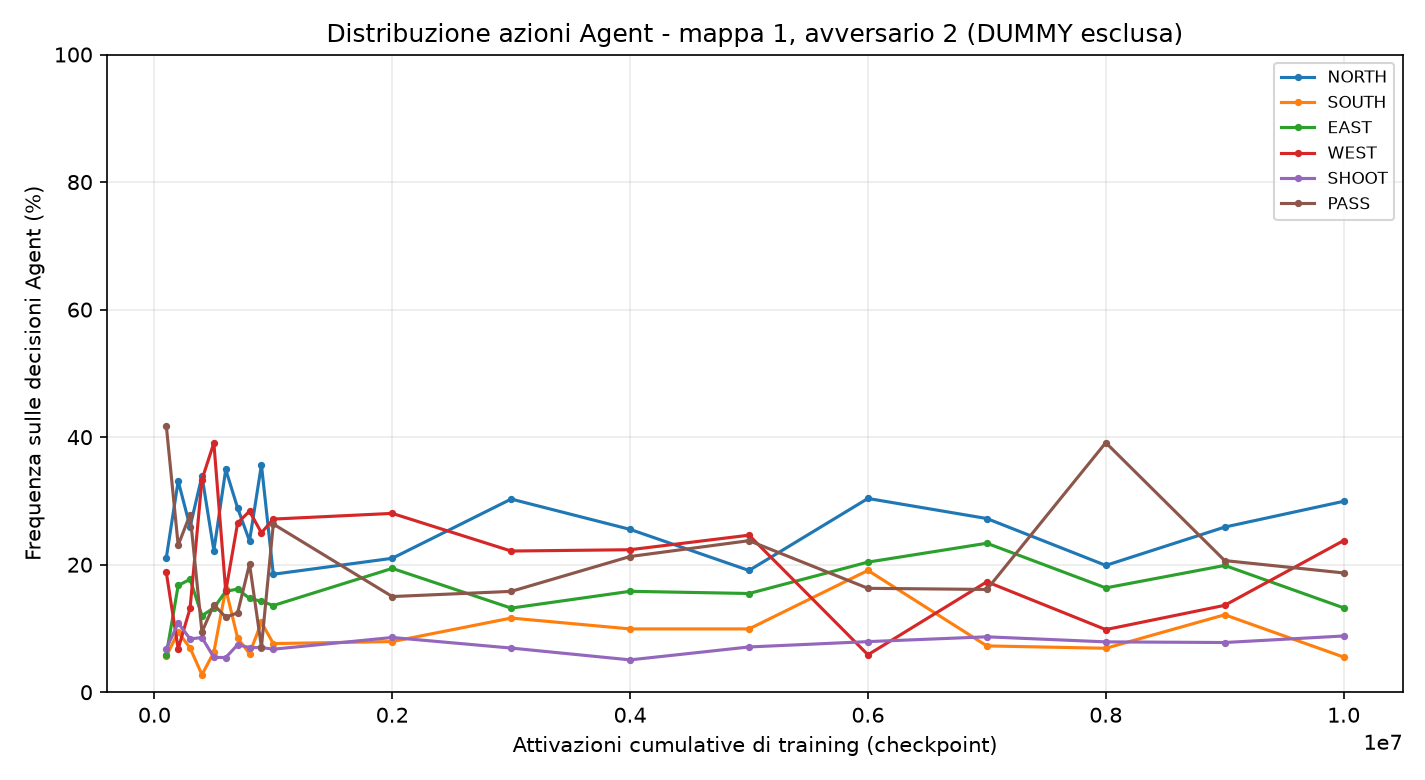 Distribuzione azioni Agent - mappa 1, avversario 2 (DUMMY esclusa)
100
80
60
40
20
0
Frequenza sulle decisioni Agent (%)
NORTH
SOUTH
EAST
WEST
SHOOT
PASS
0.0 0.2 0.4 0.6 0.8 1.0
1e7
Attivazioni cumulative di training (checkpoint)